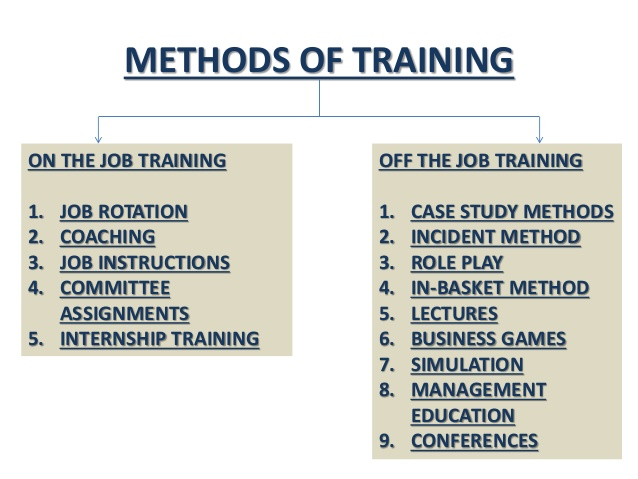 METHODS OF TRAINING
ON THE JOB TRAINING
1. JOB ROTATION
2. COACHING
3. JOB INSTRUCTIONS
4. COMMITTEE
ASSIGNMENTS
5. INTERNSHIP TRAINING
OFF THE JOB TRAINING
1. CASE STUDY METHODS
2. INCIDENT METHOD
3. ROLE PLAY
4. IN-BASKET METHOD
5. LECTURES
6. BUSINESS GAMES
7. SIMULATION
8. MANAGEMENT
EDUCATION
9. CONFERENCES